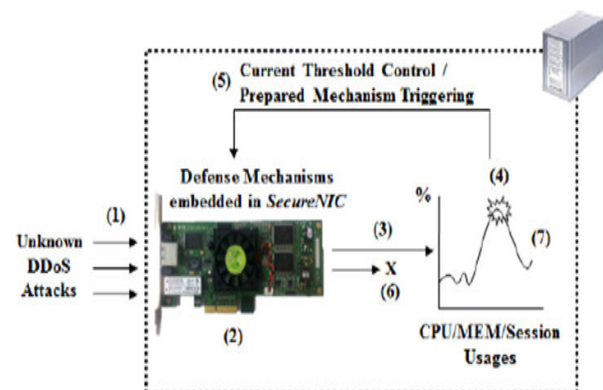 (5) Current Threshold Control /
Prepared Mechanism Triggering
Defense Mechanisms
embedded in SecureNIC
(1)
Unknown
DDoS
Attacks
(2)
(3)
X
(6)
%
(4)
(7)
CPU/MEM/Session
Usages